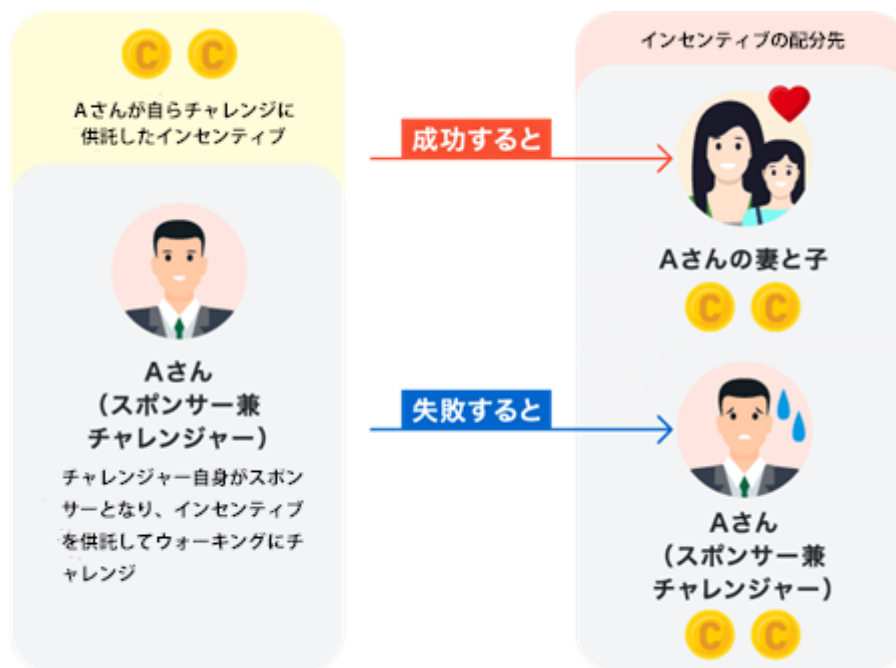 C C
Aさんが自らチャレンジに
供託したインセンティブ
Aさん
（スポンサー兼
チャレンジャー）
チャレンジャー自身がスポン
サーとなり、インセンティブ
を供託してウォーキングにチ
ャレンジ
成功すると
失敗すると
インセンティブの配分先
Aさんの妻と子
C C
Aさん
（スポンサー兼
チャレンジャー）
C C